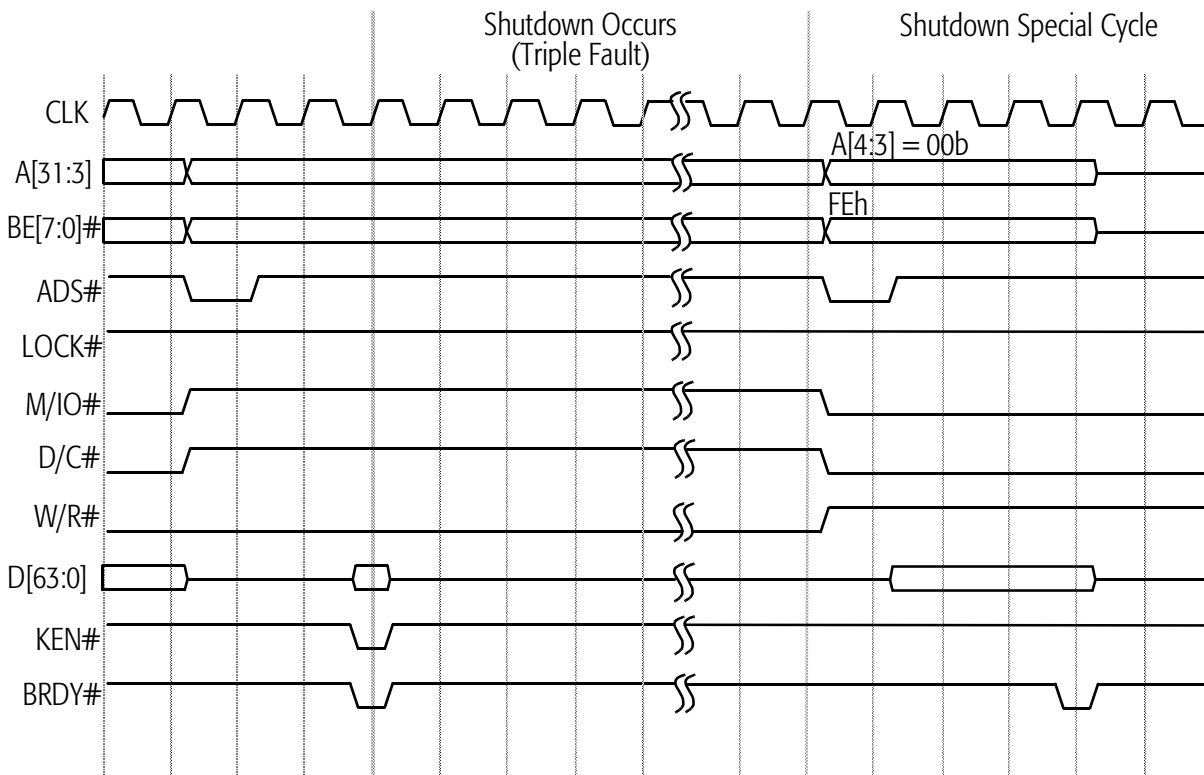 Shutdown Occurs
(Triple Fault)
Shutdown Special Cycle
CLK
A[31:3]
A[4:3] = 00b
BE[7:0]#
FEh
ADS#
LOCK#
M/IO#
D/C#
W/R#
D[63:0]
KEN#
BRDY#